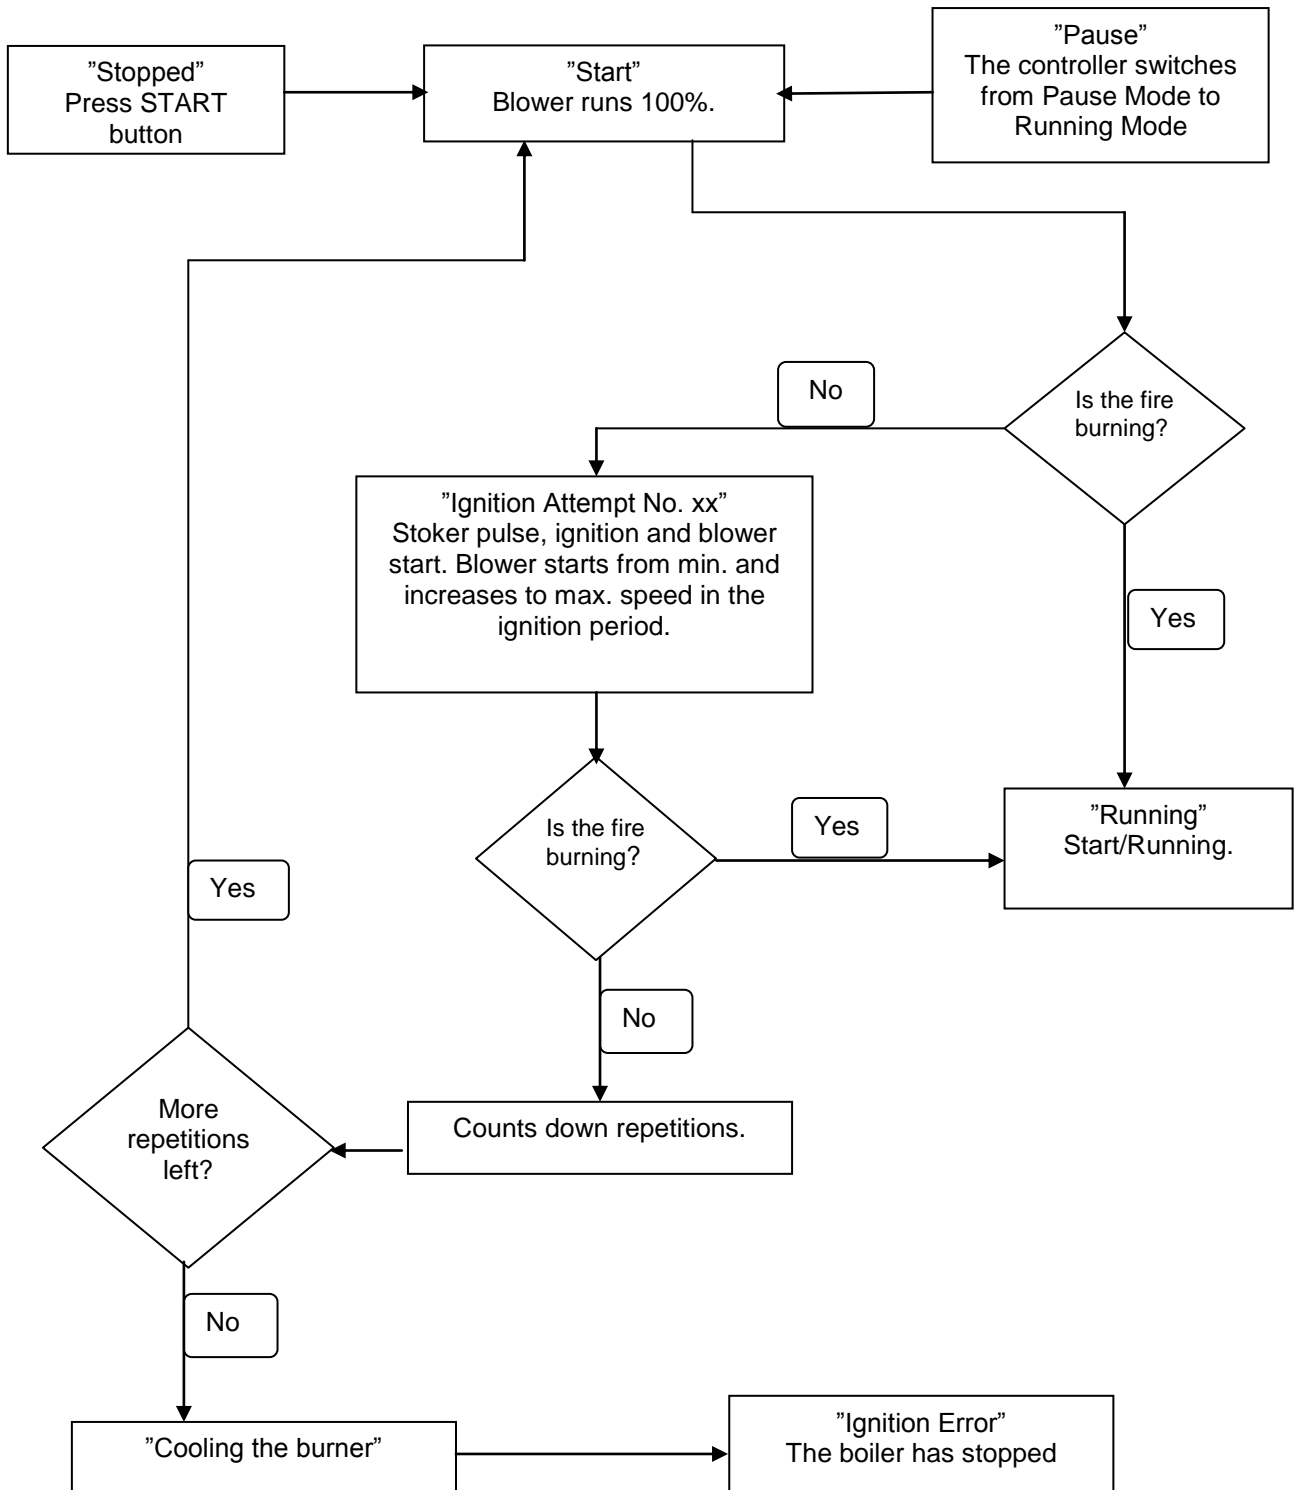 ”Stopped”
Press START
button
”Start”
Blower runs 100%.
”Pause”
The controller switches
from Pause Mode to
Running Mode
No
Is the fire
burning?
”Ignition Attempt No. xx”
Stoker pulse, ignition and blower
start. Blower starts from min. and
increases to max. speed in the
ignition period.
Yes
Is the fire
burning?
Yes
”Running”
Start/Running.
Yes
No
More
repetitions
left?
Counts down repetitions.
No
”Cooling the burner”
”Ignition Error”
The boiler has stopped